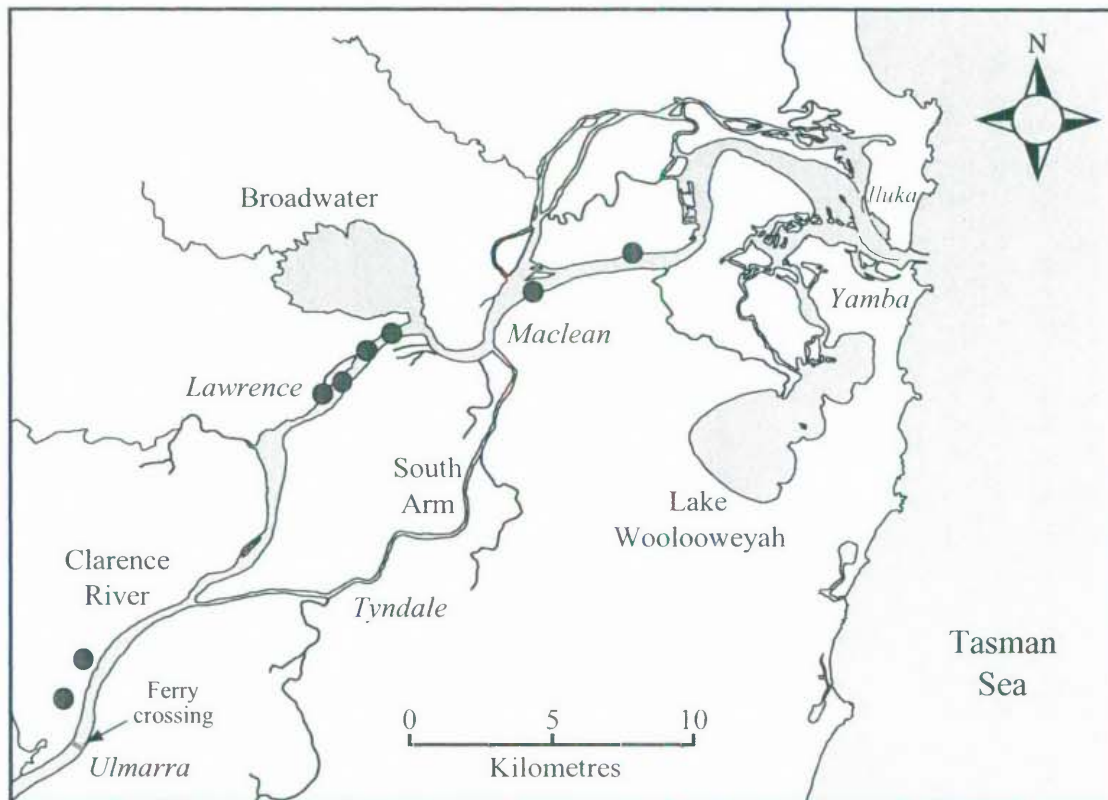 N
Broadwater
Iluka
Yamba
Maclean
Lawrence
South
Arm
Lake
Woolooweyah
Clarence
River
Tyndale
Tasman
Sea
Ferry
crossing
0 5 10
Kilometres
Ulmarra